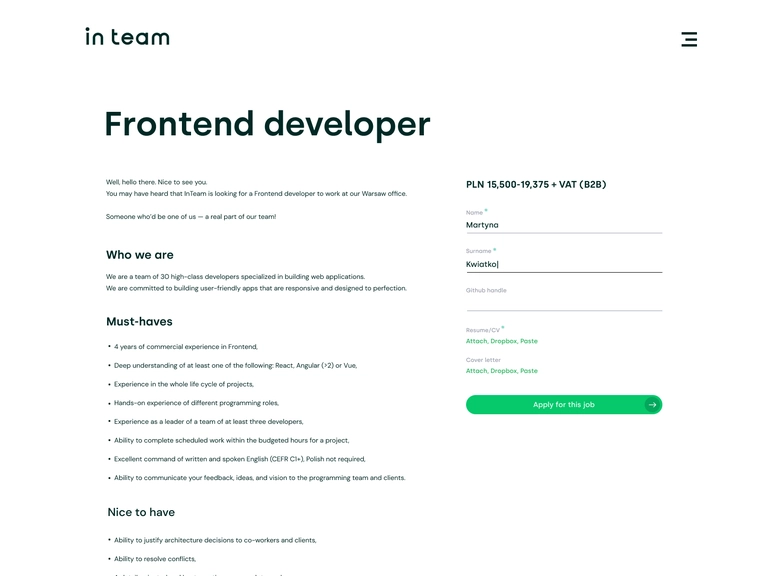 in team
Frontend developer
Well, hello there. Nice to see you.
You may have heard that InTeam is looking for a Frontend developer to work at our Warsaw office.
Someone who'd be one of us — a real part of our team!
Who we are
We are a team of 30 high-class developers specialized in building web applications.
We are committed to building user-friendly apps that are responsive and designed to perfection.
Must-haves
• 4 years of commercial experience in Frontend,
• Deep understanding of at least one of the following: React, Angular (>2) or Vue,
• Experience in the whole life cycle of projects,
• Hands-on experience of different programming roles,
• Experience as a leader of a team of at least three developers,
• Ability to complete scheduled work within the budgeted hours for a project,
• Excellent command of written and spoken English (CEFR C1+), Polish not required,
• Ability to communicate your feedback, ideas, and vision to the programming team and clients.
Nice to have
• Ability to justify architecture decisions to co-workers and clients,
• Ability to resolve conflicts,
PLN 15,500-19,375 + VAT (B2B)
Name *
Martyna
Surname *
Kwiatko
Github handle
Resume/CV *
Attach, Dropbox, Paste
Cover letter
Attach, Dropbox, Paste
Apply for this job